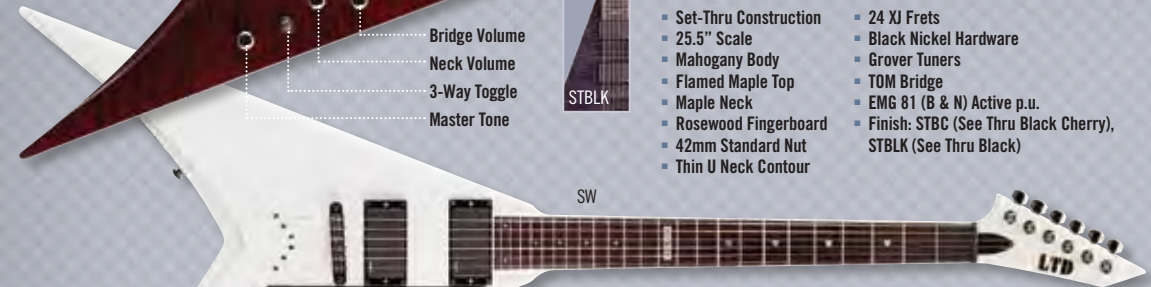 Bridge Volume
Neck Volume
3-Way Toggle
Master Tone
STBLK
▪ Set-Thru Construction
▪ 25.5” Scale
▪ Mahogany Body
▪ Flamed Maple Top
▪ Maple Neck
▪ Rosewood Fingerboard
▪ 42mm Standard Nut
▪ Thin U Neck Contour
▪ 24 XJ Frets
▪ Black Nickel Hardware
▪ Grover Tuners
▪ TOM Bridge
▪ EMG 81 (B & N) Active p.u.
▪ Finish: STBC (See Thru Black Cherry),
STBLK (See Thru Black)
SW
LTD